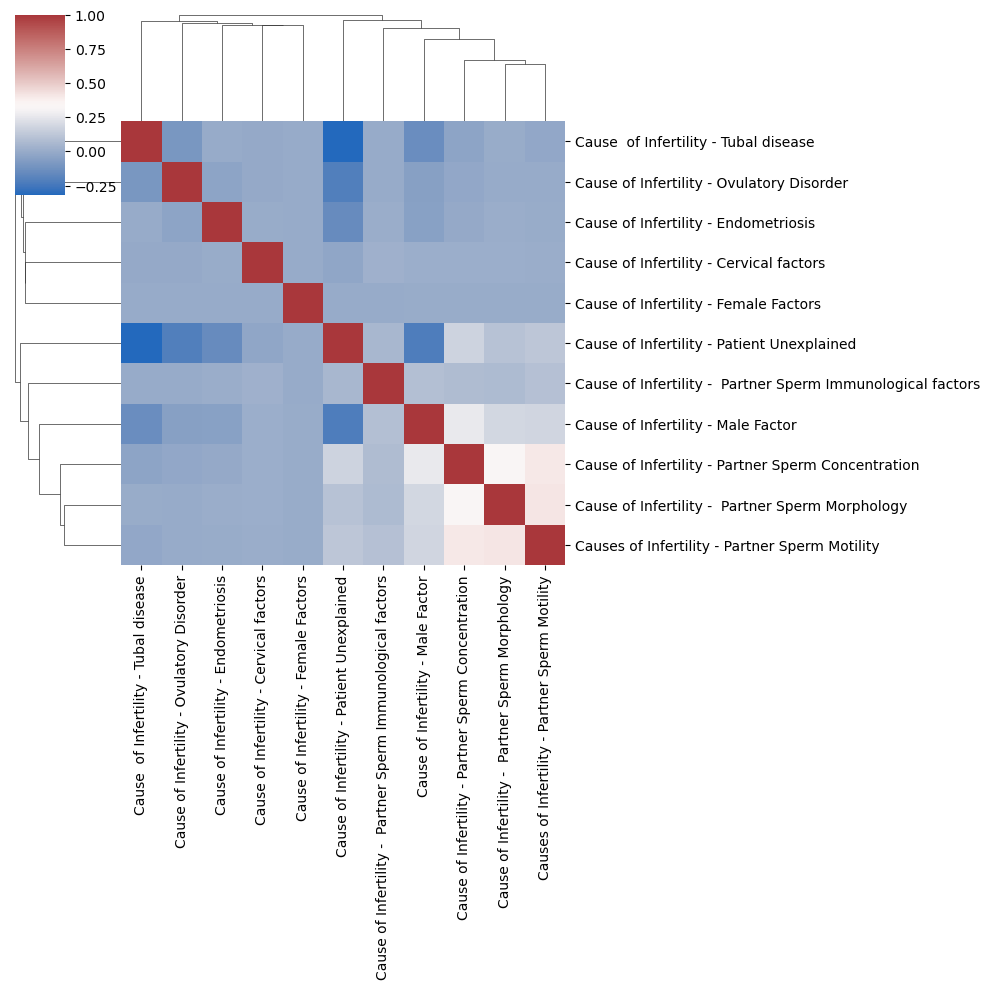 1.00
0.75
0.50
0.25
0.00
−0.25
Cause  of Infertility - Tubal disease
Cause of Infertility - Ovulatory Disorder
Cause of Infertility - Endometriosis
Cause of Infertility - Cervical factors
Cause of Infertility - Female Factors
Cause of Infertility - Patient Unexplained
Cause of Infertility -  Partner Sperm Immunological factors
Cause of Infertility - Male Factor
Cause of Infertility - Partner Sperm Concentration
Cause of Infertility -  Partner Sperm Morphology
Causes of Infertility - Partner Sperm Motility
Cause  of Infertility - Tubal disease
Cause of Infertility - Ovulatory Disorder
Cause of Infertility - Endometriosis
Cause of Infertility - Cervical factors
Cause of Infertility - Female Factors
Cause of Infertility - Patient Unexplained
Cause of Infertility -  Partner Sperm Immunological factors
Cause of Infertility - Male Factor
Cause of Infertility - Partner Sperm Concentration
Cause of Infertility -  Partner Sperm Morphology
Causes of Infertility - Partner Sperm Motility